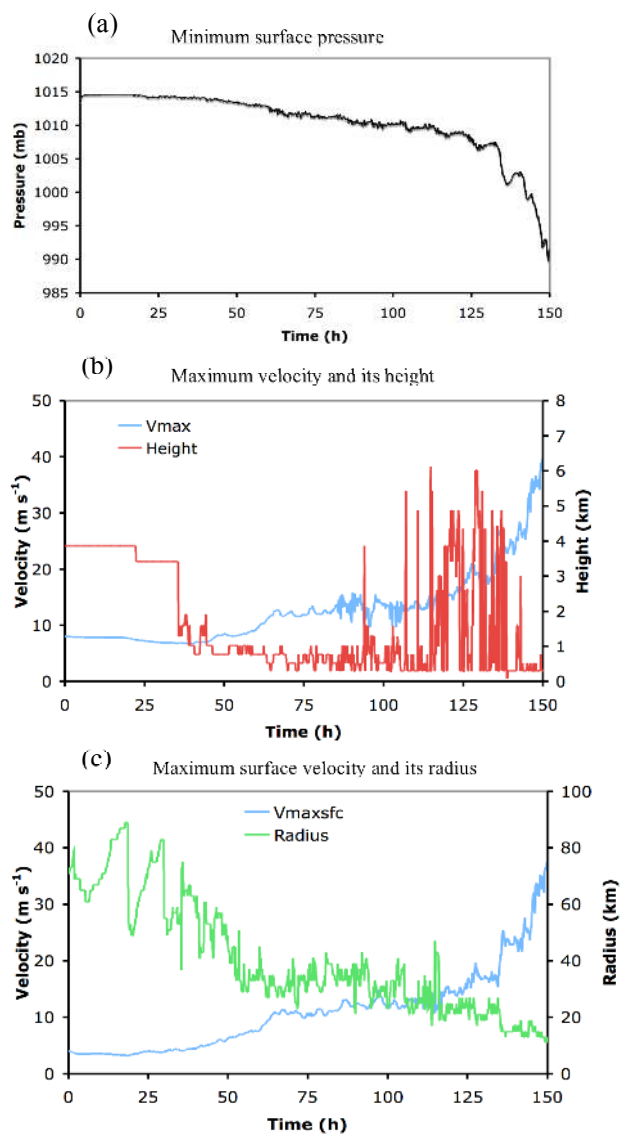 (a)
Minimum surface pressure
1020
1015
1010
1005
1000
995
990
985
Pressure (mb)
0 25 50 75 100 125 150
Time (h)
(b)
Maximum velocity and its height
50
40
30
20
10
0
Velocity (m s⁻¹)
Vmax
Height
8
7
6
5
4
3
2
1
0
Height (km)
0 25 50 75 100 125 150
Time (h)
(c)
Maximum surface velocity and its radius
50
40
30
20
10
0
Velocity (m s⁻¹)
Vmaxsfc
Radius
100
80
60
40
20
0
Radius (km)
0 25 50 75 100 125 150
Time (h)